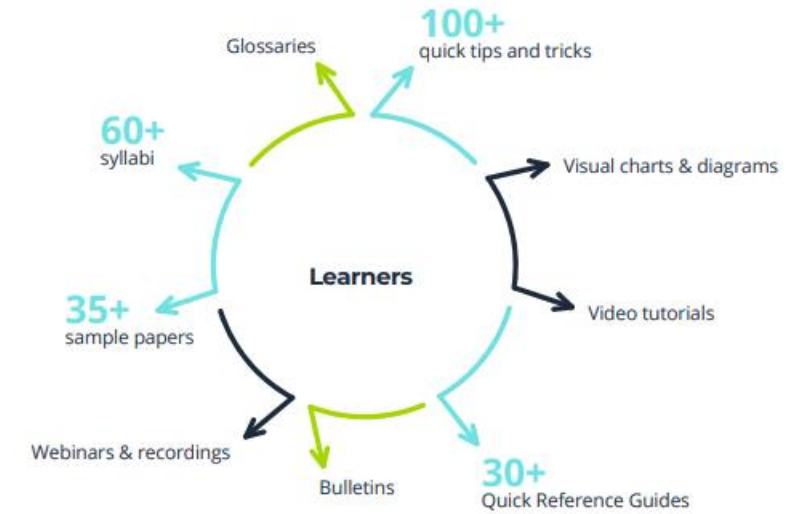 100+
quick tips and tricks
Glossaries
60+
syllabi
Visual charts & diagrams
Learners
35+
sample papers
Video tutorials
Webinars & recordings
Bulletins
30+
Quick Reference Guides